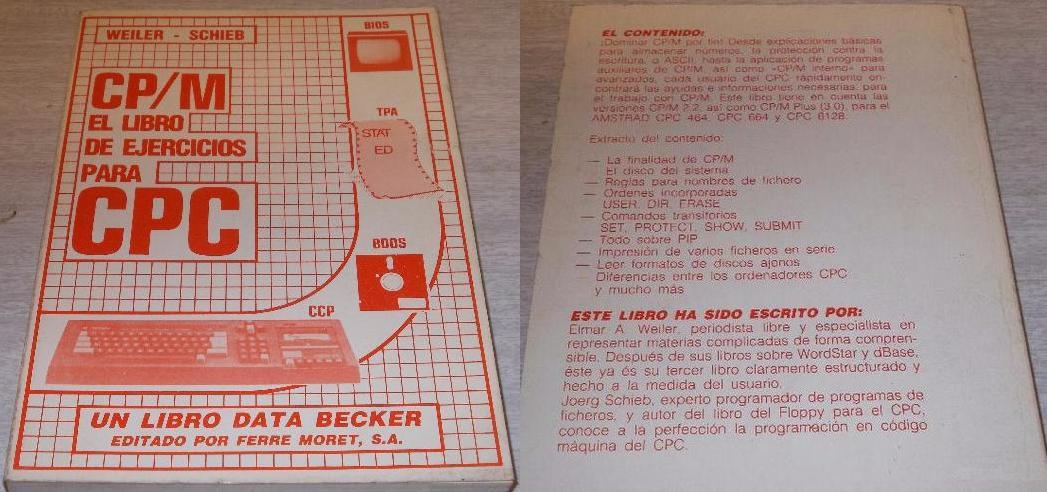 WEILER - SCHIEB
BIOS
CP/M
EL LIBRO
DE EJERCICIOS
PARA
CPC
TPA
STAT
ED
BDOS
CCP
UN LIBRO DATA BECKER
EDITADO POR FERRE MORET, S.A.
EL CONTENIDO:
¡Dominar CP/M por fin! Desde explicaciones básicas
para almacenar números, la protección contra la
escritura, o ASCII, hasta la aplicación de programas
auxiliares de CP/M, así como «CP/M interno» para
avanzados, cada usuario del CPC rápidamente en-
contrará las ayudas e informaciones necesarias, para
el trabajo con CP/M. Este libro tiene en cuenta las
versiones CP/M 2.2, así como CP/M Plus (3.0), para el
AMSTRAD CPC 464, CPC 664 y CPC 6128.
Extracto del contenido:
— La finalidad de CP/M
El disco del sistema
— Reglas para nombres de fichero
— Ordenes incorporadas
USER, DIR, ERASE
— Comandos transitorios
SET, PROTECT, SHOW, SUBMIT
— Todo sobre PIP
— Impresión de varios ficheros en serie
— Leer formatos de discos ajenos
Diferencias entre los ordenadores CPC
y mucho más
ESTE LIBRO HA SIDO ESCRITO POR:
Elmar A. Weiler, periodista libre y especialista en
representar materias complicadas de forma compren-
sible. Después de sus libros sobre WordStar y dBase,
éste ya és su tercer libro claramente estructurado y
hecho a la medida del usuario.
Joerg Schieb, experto programador de programas de
ficheros, y autor del libro del Floppy para el CPC,
conoce a la perfección la programación en código
máquina del CPC.